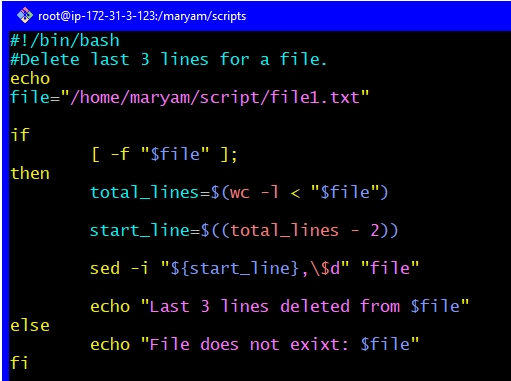 root@ip-172-31-3-123:/maryam/scripts
#!/bin/bash
#Delete last 3 lines for a file.
echo
file="/home/maryam/script/file1.txt"
if
[ -f "$file" ];
then
total_lines=$(wc -l < "$file")
start_line=$((total_lines - 2))
sed -i "${start_line},\$d" "file"
echo "Last 3 lines deleted from $file"
else
echo "File does not exixt: $file"
fi